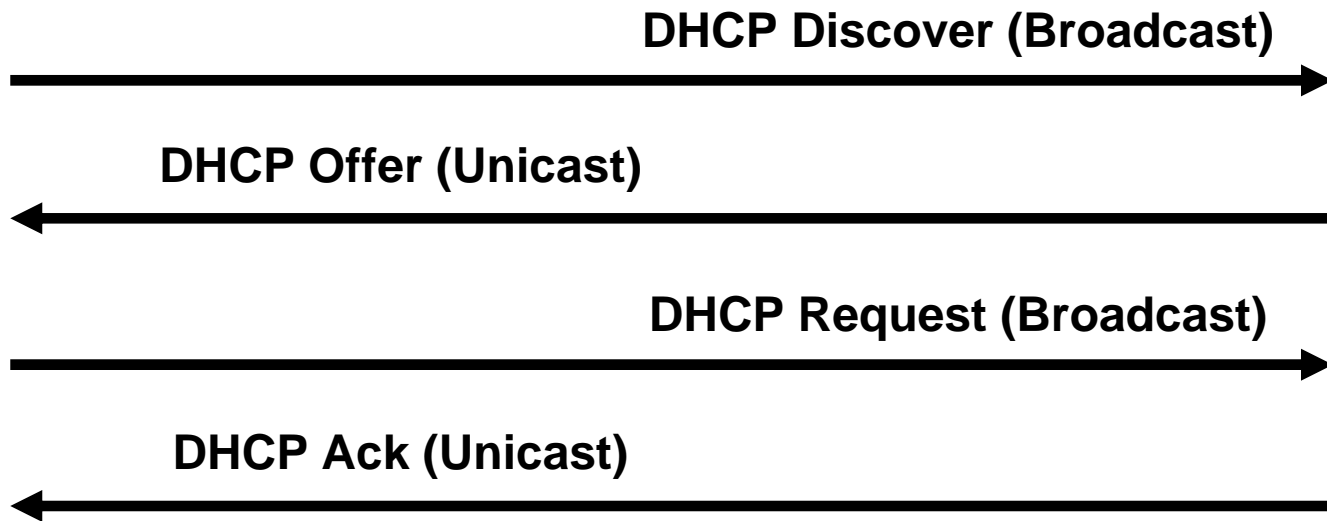 DHCP Discover (Broadcast)
DHCP Offer (Unicast)
DHCP Request (Broadcast)
DHCP Ack (Unicast)